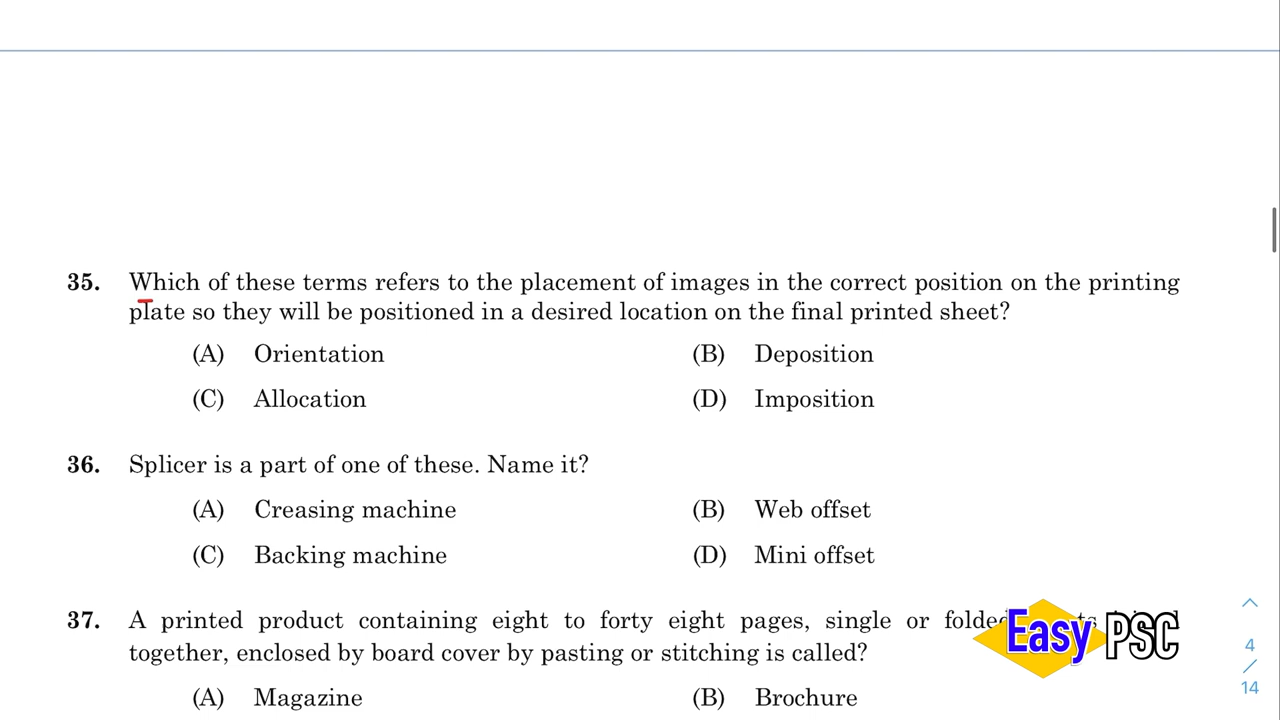 35. Which of these terms refers to the placement of images in the correct position on the printing
plate so they will be positioned in a desired location on the final printed sheet?
(A) Orientation (B) Deposition
(C) Allocation (D) Imposition
36. Splicer is a part of one of these. Name it?
(A) Creasing machine (B) Web offset
(C) Backing machine (D) Mini offset
37. A printed product containing eight to forty eight pages, single or folded
together, enclosed by board cover by pasting or stitching is called?
(A) Magazine (B) Brochure
Easy PSC
4
/
14